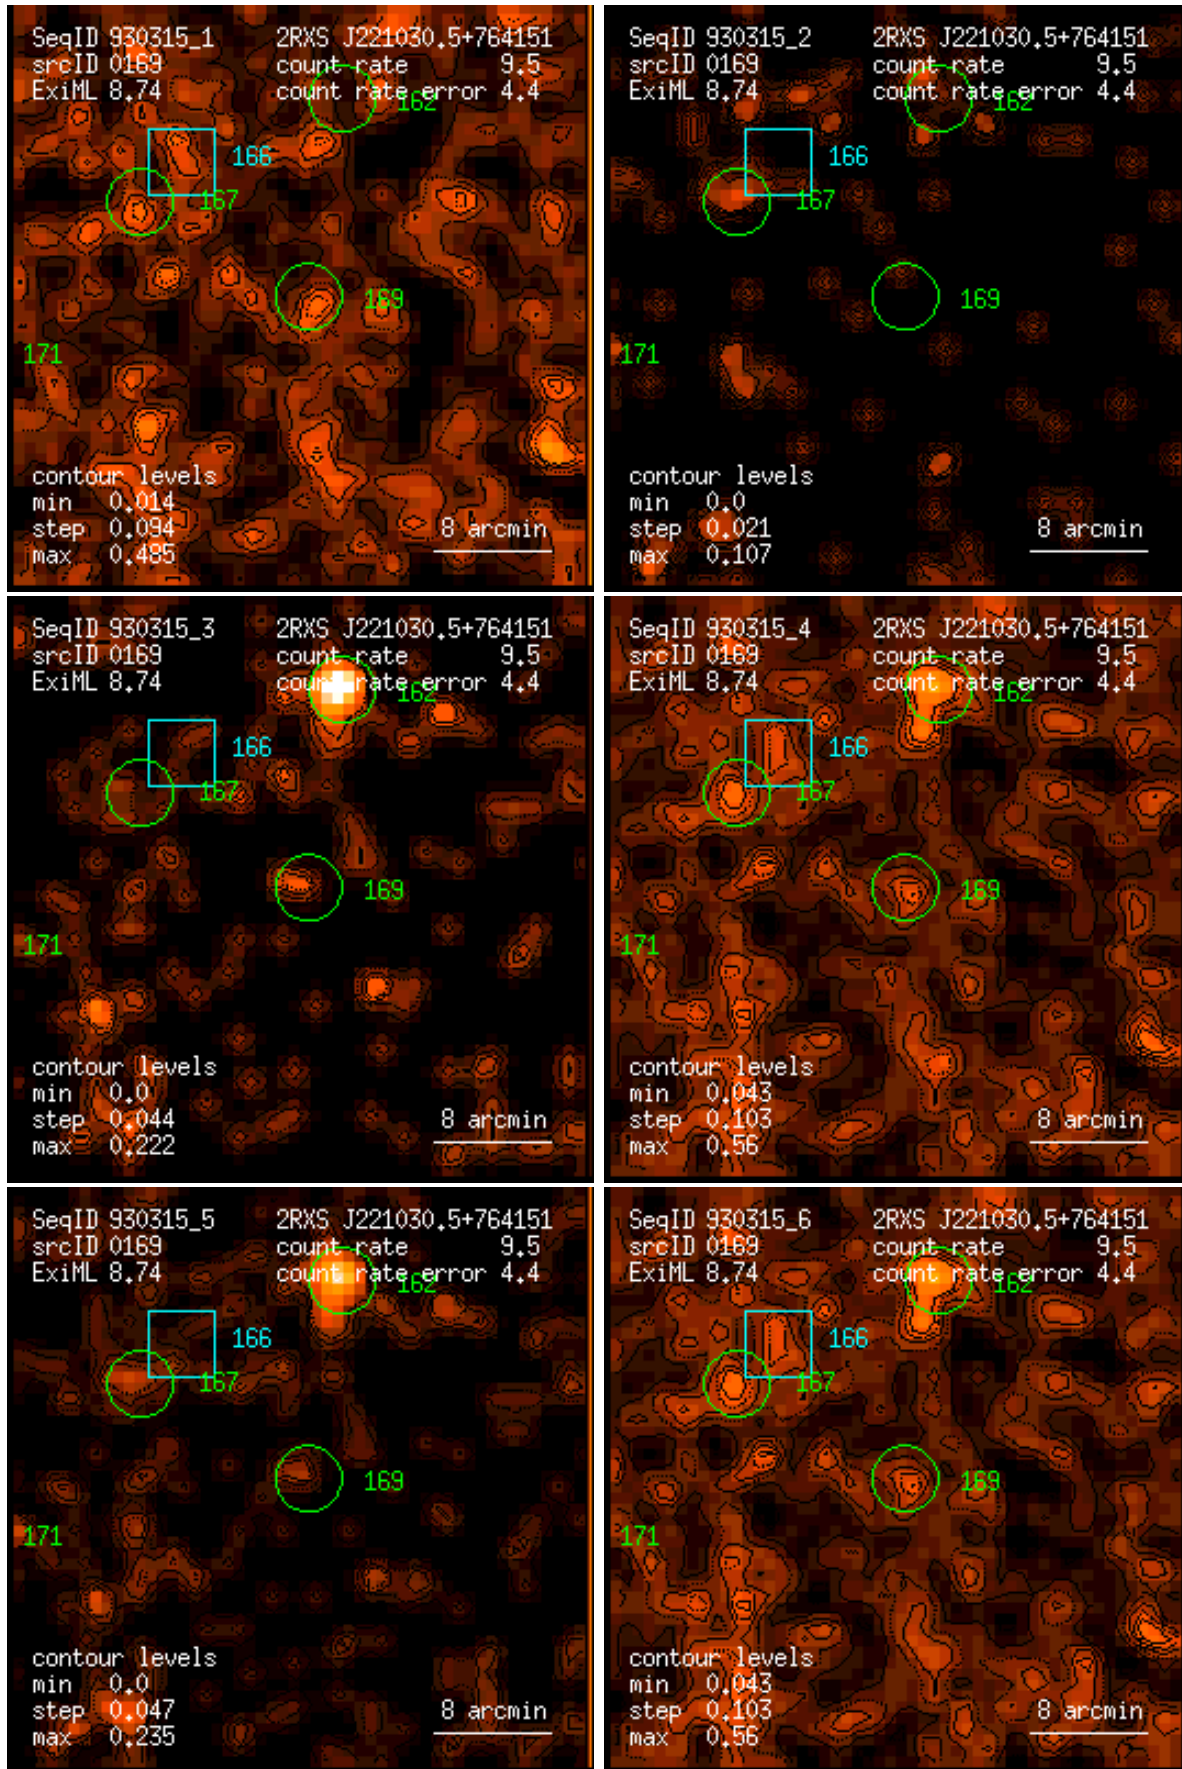 SeqID 930315_1 2RXS J221030.5+764151
srcID 0169 count rate 9.5
ExiML 8.74 count rate error 4.4
162
166
167
169
171
contour levels
min 0.014
step 0.094
max 0.485
8 arcmin
SeqID 930315_2 2RXS J221030.5+764151
srcID 0169 count rate 9.5
ExiML 8.74 count rate error 4.4
162
166
167
169
171
contour levels
min 0.0
step 0.021
max 0.107
8 arcmin
SeqID 930315_3 2RXS J221030.5+764151
srcID 0169 count rate 9.5
ExiML 8.74 count rate error 4.4
162
166
167
169
171
contour levels
min 0.0
step 0.044
max 0.222
8 arcmin
SeqID 930315_4 2RXS J221030.5+764151
srcID 0169 count rate 9.5
ExiML 8.74 count rate error 4.4
162
166
167
169
171
contour levels
min 0.043
step 0.103
max 0.56
8 arcmin
SeqID 930315_5 2RXS J221030.5+764151
srcID 0169 count rate 9.5
ExiML 8.74 count rate error 4.4
162
166
167
169
171
contour levels
min 0.0
step 0.047
max 0.235
8 arcmin
SeqID 930315_6 2RXS J221030.5+764151
srcID 0169 count rate 9.5
ExiML 8.74 count rate error 4.4
162
166
167
169
171
contour levels
min 0.043
step 0.103
max 0.56
8 arcmin